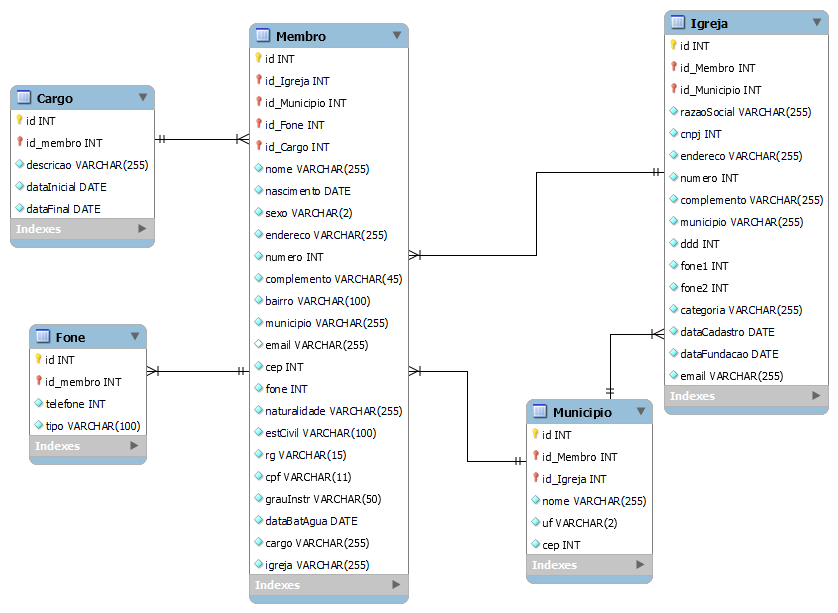 Cargo
id INT
id_membro INT
descricao VARCHAR(255)
dataInicial DATE
dataFinal DATE
Indexes
Fone
id INT
id_membro INT
telefone INT
tipo VARCHAR(100)
Indexes
Membro
id INT
id_Igreja INT
id_Municipio INT
id_Fone INT
id_Cargo INT
nome VARCHAR(255)
nascimento DATE
sexo VARCHAR(2)
endereco VARCHAR(255)
numero INT
complemento VARCHAR(45)
bairro VARCHAR(100)
municipio VARCHAR(255)
email VARCHAR(255)
cep INT
fone INT
naturalidade VARCHAR(255)
estCivil VARCHAR(100)
rg VARCHAR(15)
cpf VARCHAR(11)
grauInstr VARCHAR(50)
dataBatAgua DATE
cargo VARCHAR(255)
igreja VARCHAR(255)
Indexes
Igreja
id INT
id_Membro INT
id_Municipio INT
razaoSocial VARCHAR(255)
cnpj INT
endereco VARCHAR(255)
numero INT
complemento VARCHAR(255)
municipio VARCHAR(255)
ddd INT
fone1 INT
fone2 INT
categoria VARCHAR(255)
dataCadastro DATE
dataFundacao DATE
email VARCHAR(255)
Indexes
Municipio
id INT
id_Membro INT
id_Igreja INT
nome VARCHAR(255)
uf VARCHAR(2)
cep INT
Indexes